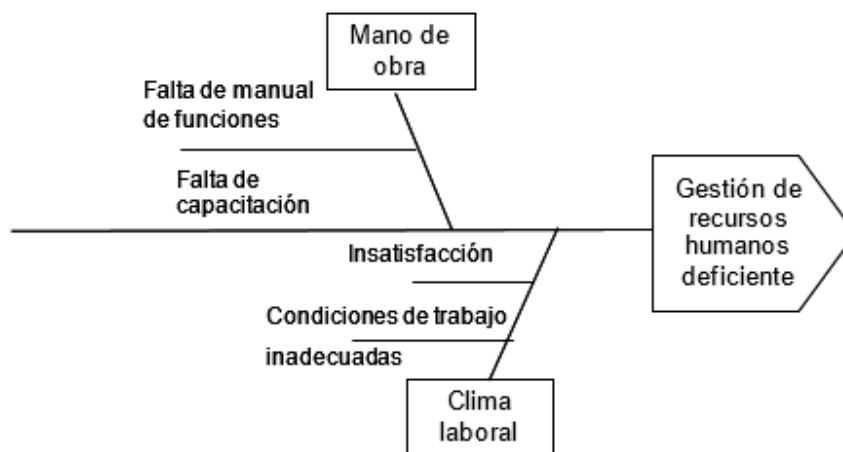 Mano de
obra
Falta de manual
de funciones
Falta de
capacitación
Gestión de
recursos
humanos
deficiente
Insatisfacción
Condiciones de trabajo
inadecuadas
Clima
laboral